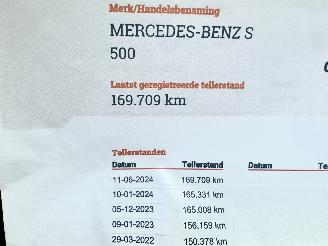 Merk/Handelsbenaming
MERCEDES-BENZ S
500
Laatst geregistreerde tellerstand
169.709 km
Tellerstanden
Datum Tellerstand Datum Te
11-06-2024 169.709 km
10-01-2024 165.331 km
05-12-2023 165.008 km
09-01-2023 156.159 km
29-03-2022 150.378 km